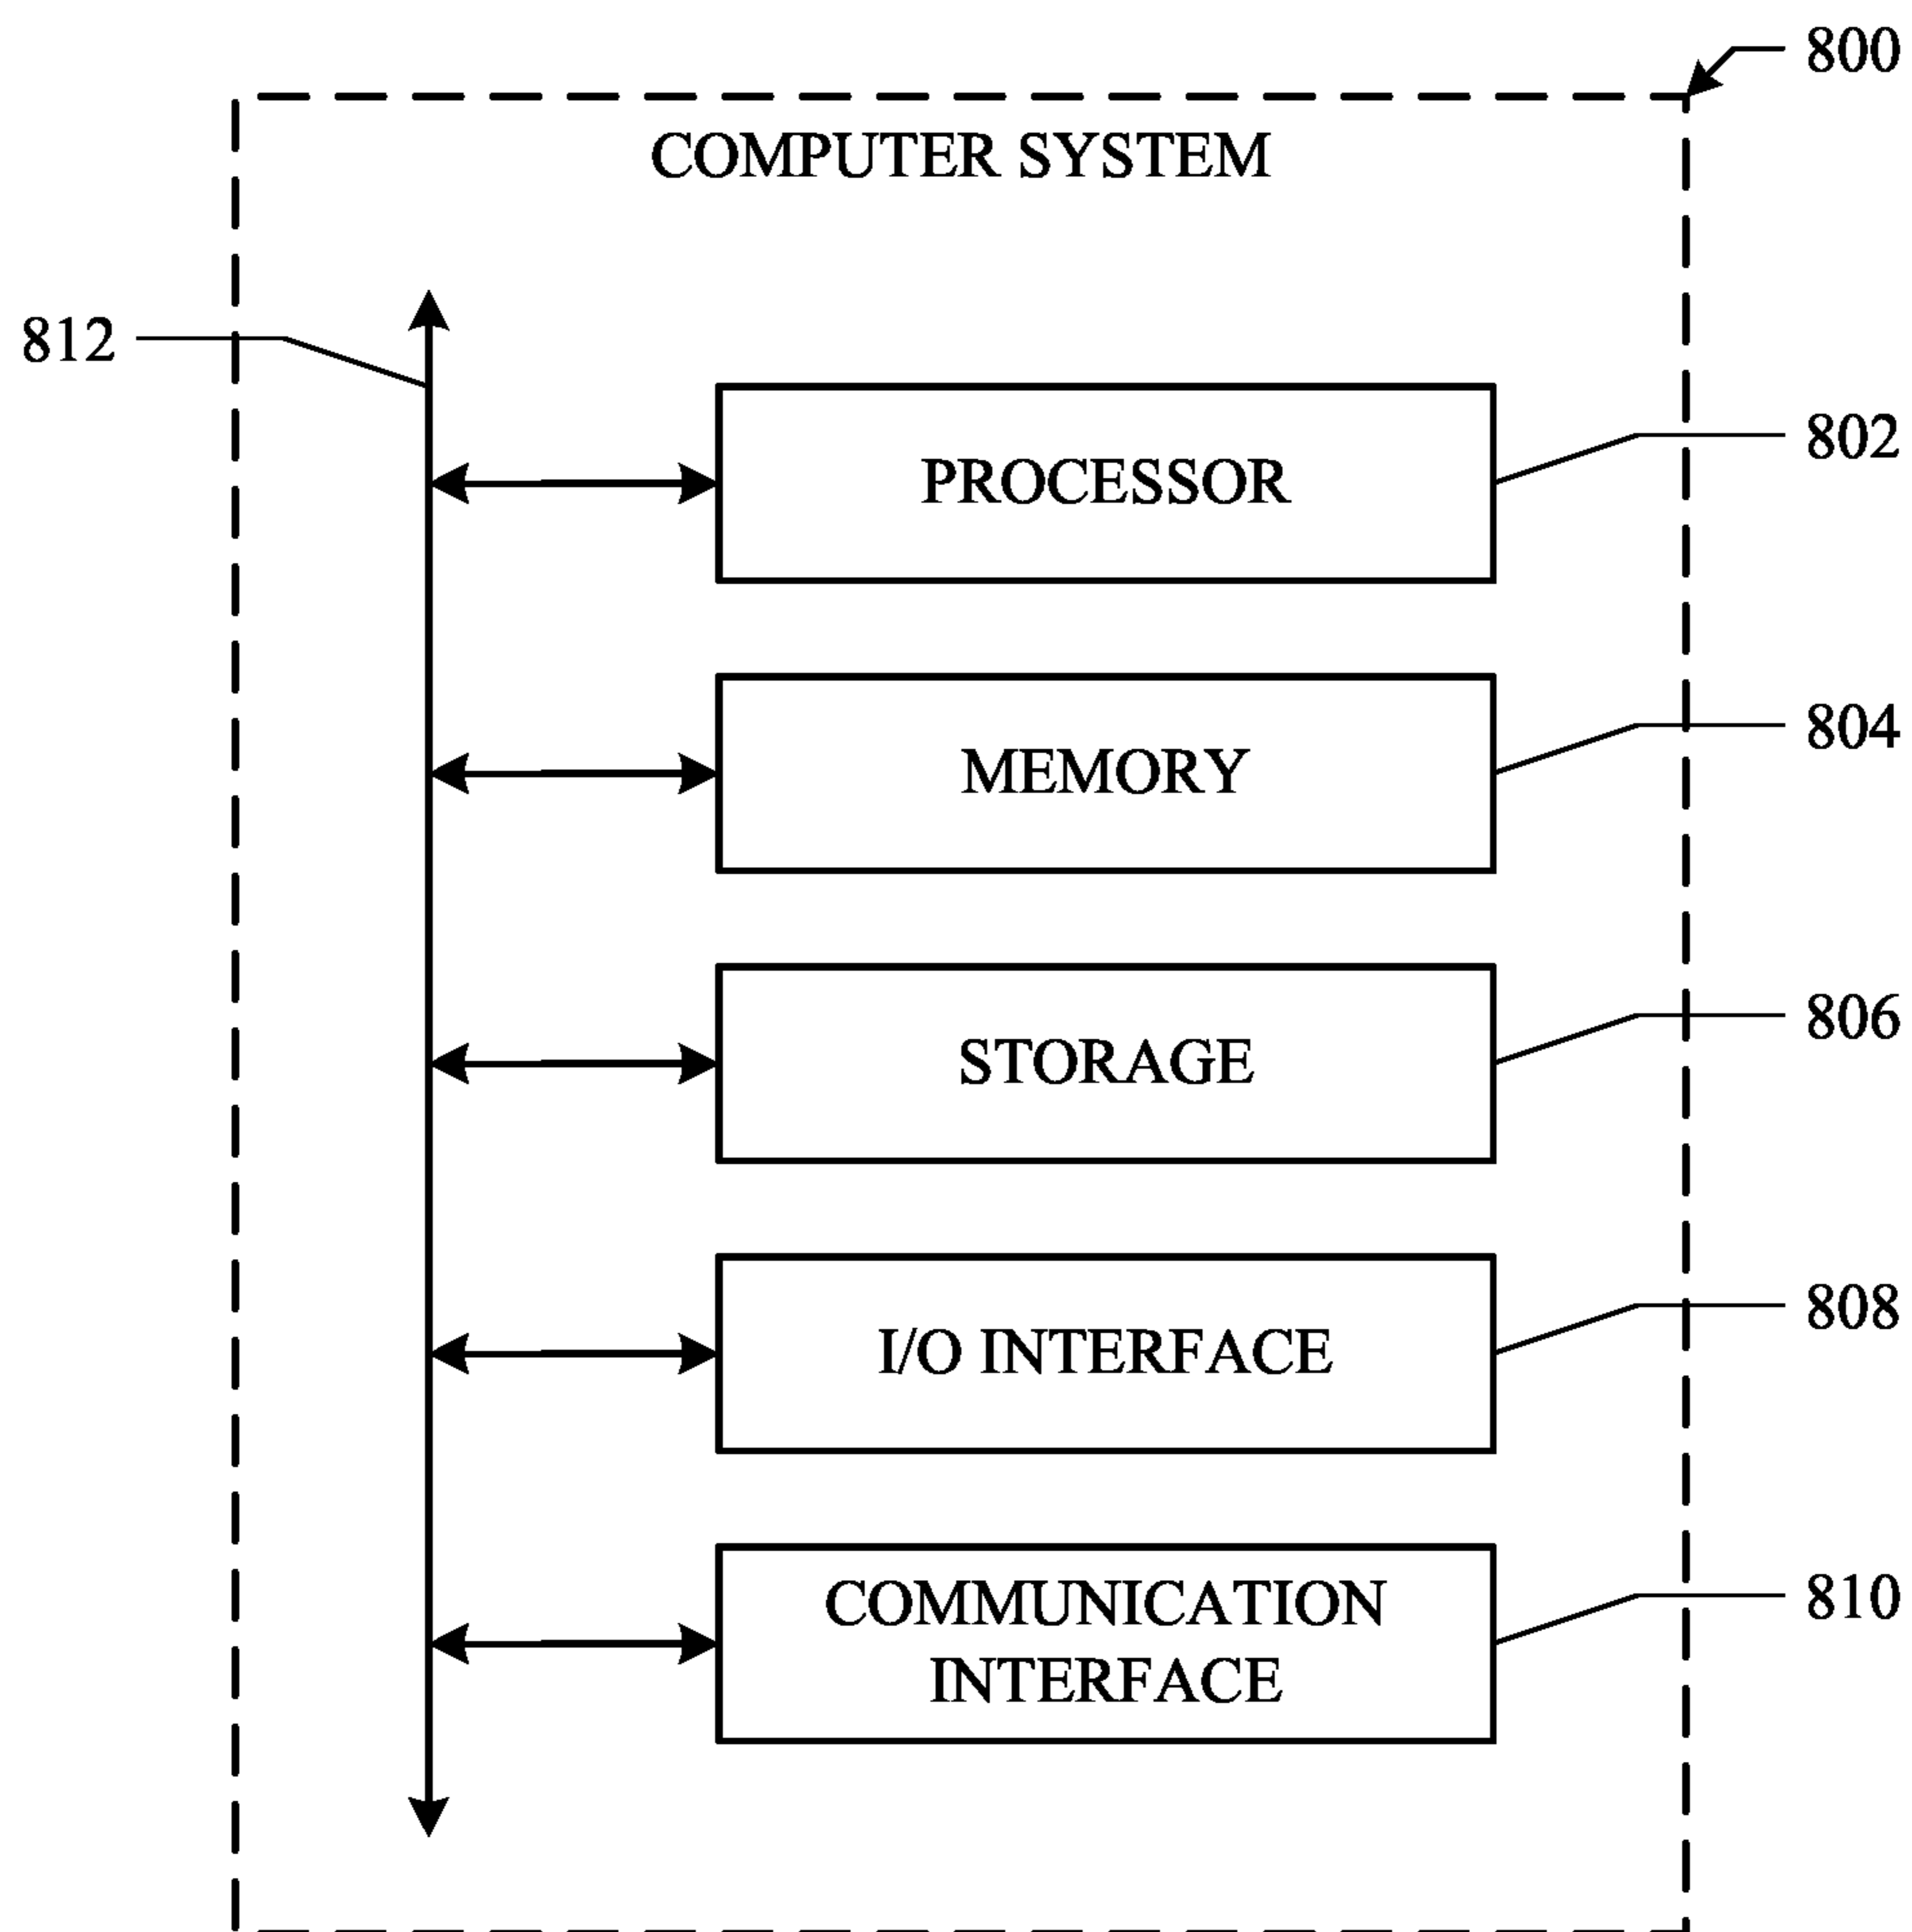 800
COMPUTER SYSTEM
812
PROCESSOR
802
MEMORY
804
STORAGE
806
I/O INTERFACE
808
COMMUNICATION
INTERFACE
810